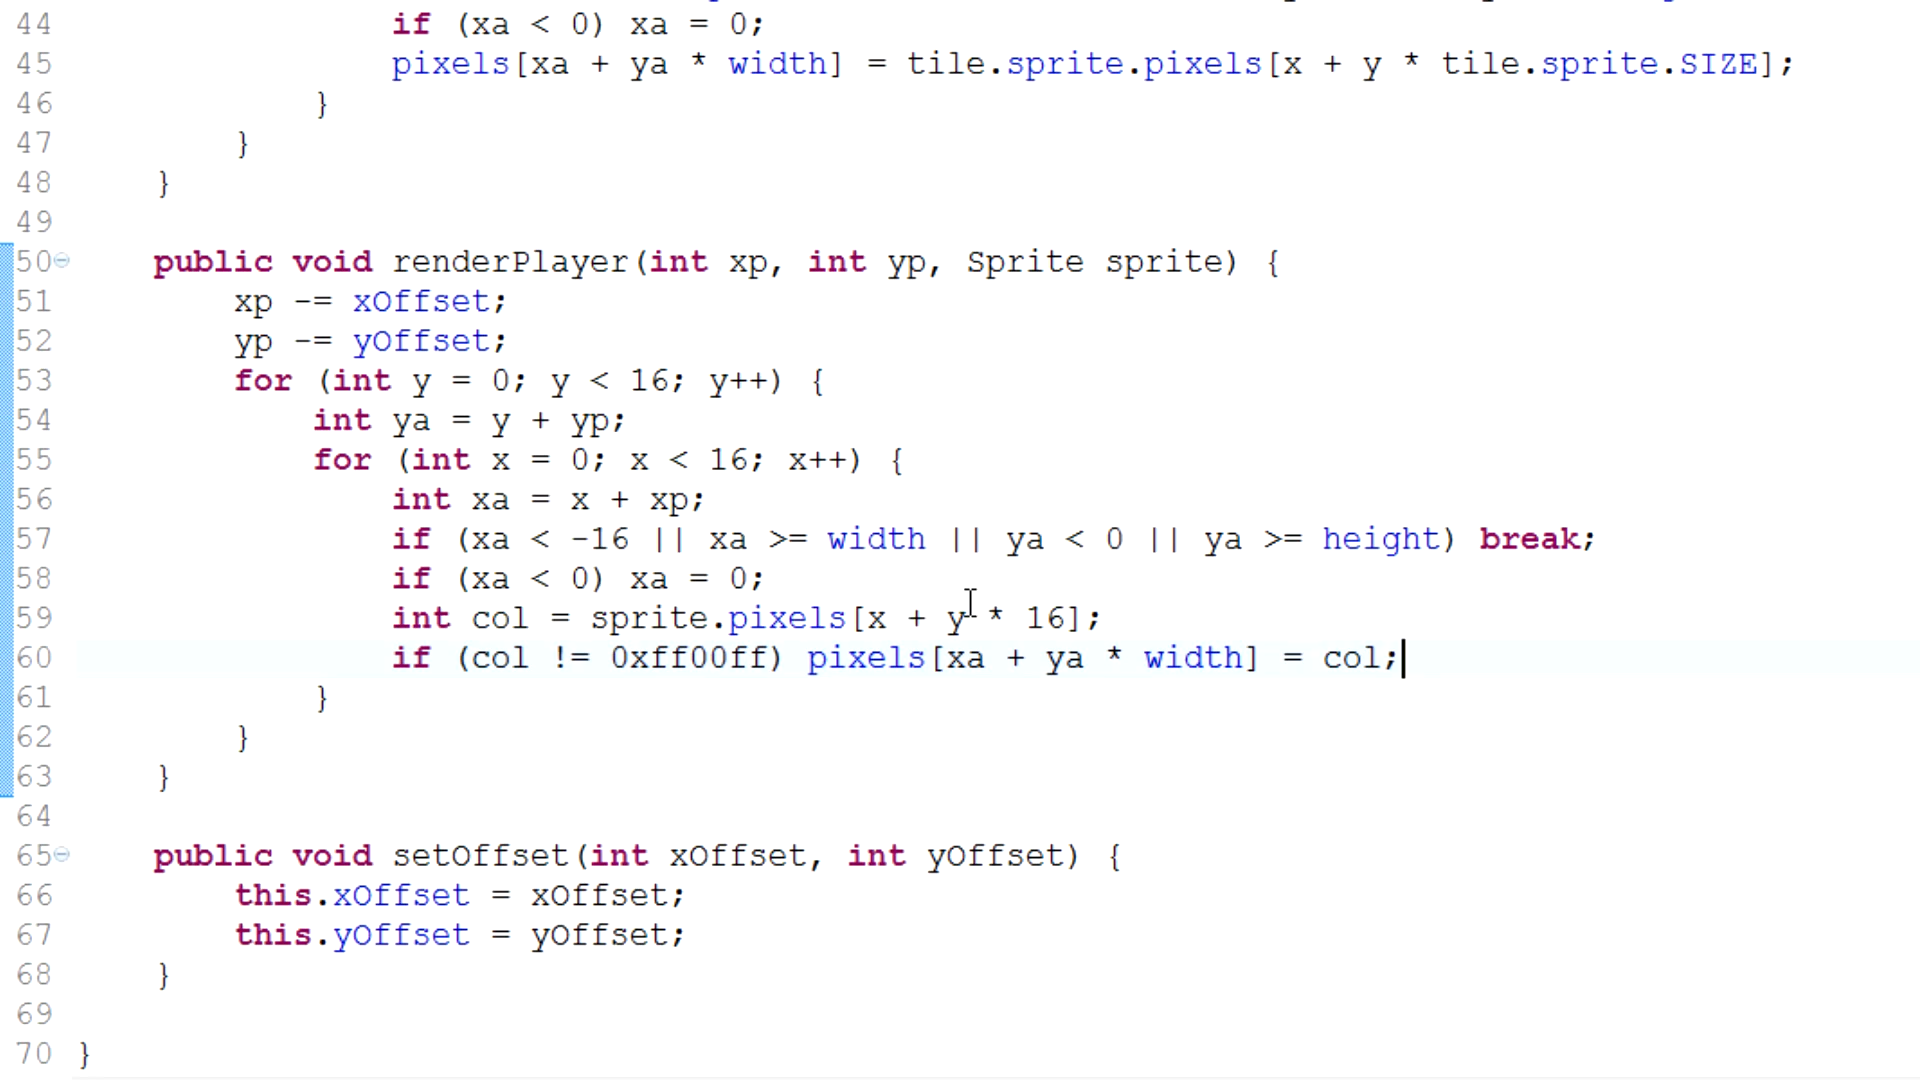 44 if (xa < 0) xa = 0;
45 pixels[xa + ya * width] = tile.sprite.pixels[x + y * tile.sprite.SIZE];
46 }
47 }
48 }
49
50 public void renderPlayer(int xp, int yp, Sprite sprite) {
51 xp -= xOffset;
52 yp -= yOffset;
53 for (int y = 0; y < 16; y++) {
54 int ya = y + yp;
55 for (int x = 0; x < 16; x++) {
56 int xa = x + xp;
57 if (xa < -16 || xa >= width || ya < 0 || ya >= height) break;
58 if (xa < 0) xa = 0;
59 int col = sprite.pixels[x + y * 16];
60 if (col != 0xff00ff) pixels[xa + ya * width] = col;
61 }
62 }
63 }
64
65 public void setOffset(int xOffset, int yOffset) {
66 this.xOffset = xOffset;
67 this.yOffset = yOffset;
68 }
69
70 }